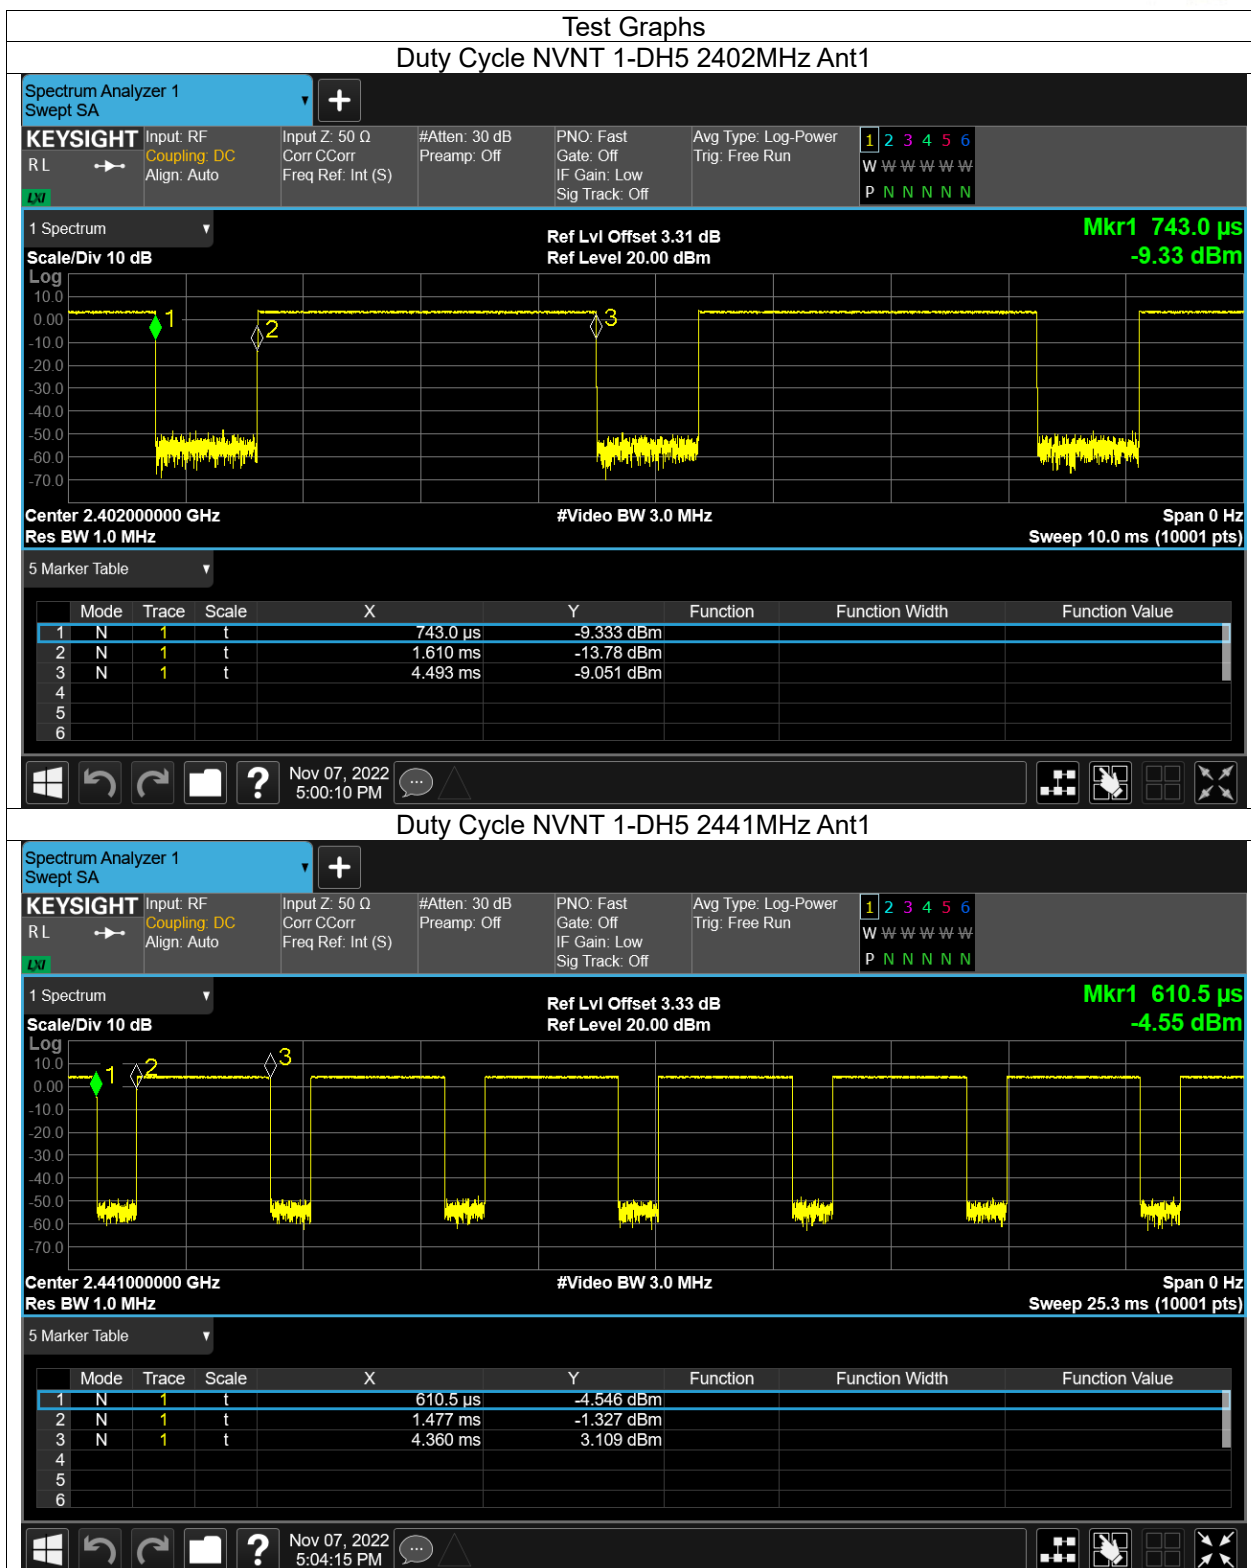 Test Graphs
Duty Cycle NVNT 1-DH5 2402MHz Ant1
Spectrum Analyzer 1
Swept SA
KEYSIGHT Input: RF Input Z: 50 Ω #Atten: 30 dB PNO: Fast Avg Type: Log-Power 1 2 3 4 5 6
RL Coupling: DC Corr CCorr Preamp: Off Gate: Off Trig: Free Run
Align: Auto Freq Ref: Int (S) IF Gain: Low W W W W W W
LXI Sig Track: Off P N N N N N
1 Spectrum
Ref Lvl Offset 3.31 dB
Mkr1 743.0 µs
Scale/Div 10 dB Ref Level 20.00 dBm -9.33 dBm
Log
10.0
0.00
-10.0
-20.0
-30.0
-40.0
-50.0
-60.0
-70.0
1
2
3
Center 2.402000000 GHz #Video BW 3.0 MHz Span 0 Hz
Res BW 1.0 MHz Sweep 10.0 ms (10001 pts)
5 Marker Table
Mode Trace Scale X Y Function Function Width Function Value
1 N 1 t 743.0 µs -9.333 dBm
2 N 1 t 1.610 ms -13.78 dBm
3 N 1 t 4.493 ms -9.051 dBm
4
5
6
? Nov 07, 2022
5:00:10 PM
Duty Cycle NVNT 1-DH5 2441MHz Ant1
Spectrum Analyzer 1
Swept SA
KEYSIGHT Input: RF Input Z: 50 Ω #Atten: 30 dB PNO: Fast Avg Type: Log-Power 1 2 3 4 5 6
RL Coupling: DC Corr CCorr Preamp: Off Gate: Off Trig: Free Run
Align: Auto Freq Ref: Int (S) IF Gain: Low W W W W W W
LXI Sig Track: Off P N N N N N
1 Spectrum
Ref Lvl Offset 3.33 dB
Mkr1 610.5 µs
Scale/Div 10 dB Ref Level 20.00 dBm -4.55 dBm
Log
10.0
0.00
-10.0
-20.0
-30.0
-40.0
-50.0
-60.0
-70.0
1
2
3
Center 2.441000000 GHz #Video BW 3.0 MHz Span 0 Hz
Res BW 1.0 MHz Sweep 25.3 ms (10001 pts)
5 Marker Table
Mode Trace Scale X Y Function Function Width Function Value
1 N 1 t 610.5 µs -4.546 dBm
2 N 1 t 1.477 ms -1.327 dBm
3 N 1 t 4.360 ms 3.109 dBm
4
5
6
? Nov 07, 2022
5:04:15 PM